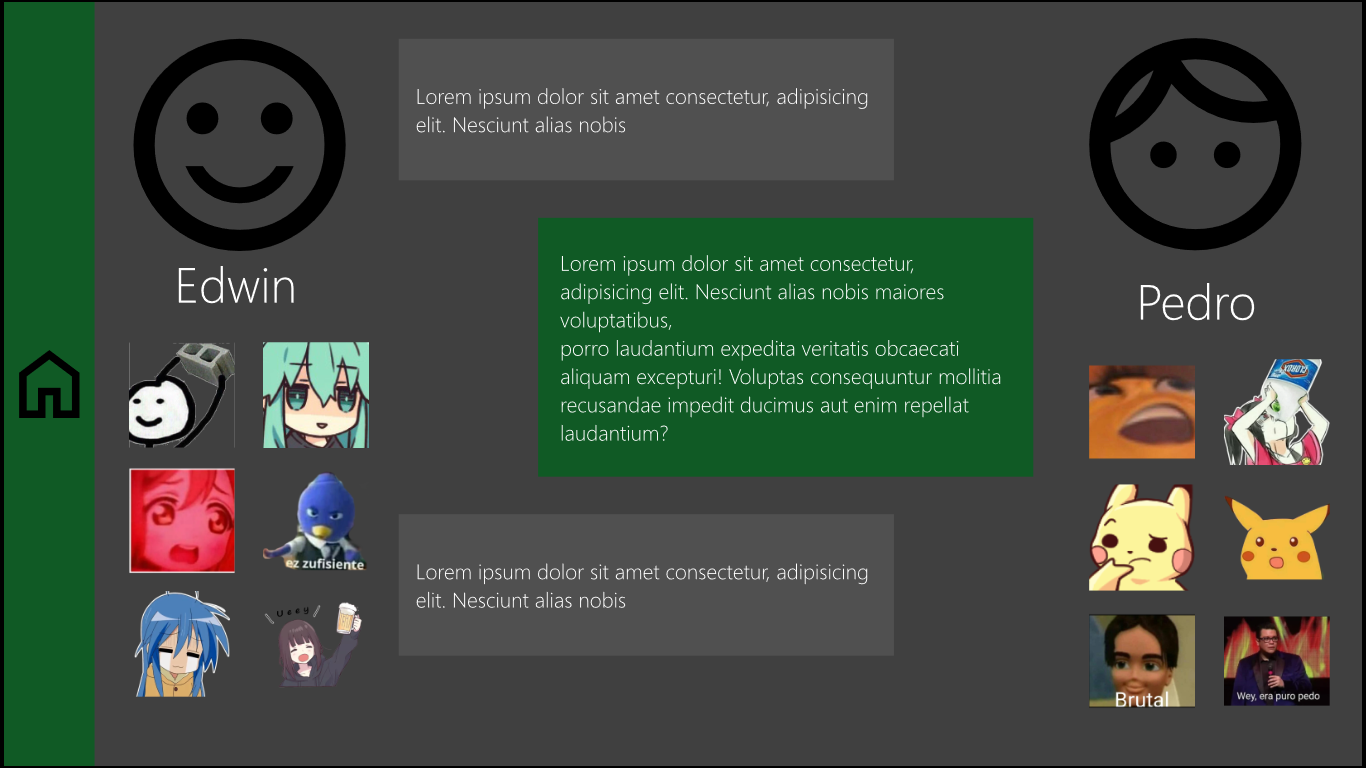 Lorem ipsum dolor sit amet consectetur, adipisicing
elit. Nesciunt alias nobis
Edwin
Lorem ipsum dolor sit amet consectetur,
adipisicing elit. Nesciunt alias nobis maiores
voluptatibus,
porro laudantium expedita veritatis obcaecati
aliquam excepturi! Voluptas consequuntur mollitia
recusandae impedit ducimus aut enim repellat
laudantium?
Pedro
CLOROX
ez zufisiente
Lorem ipsum dolor sit amet consectetur, adipisicing
elit. Nesciunt alias nobis
Ueey
Brutal
Wey, era puro pedo